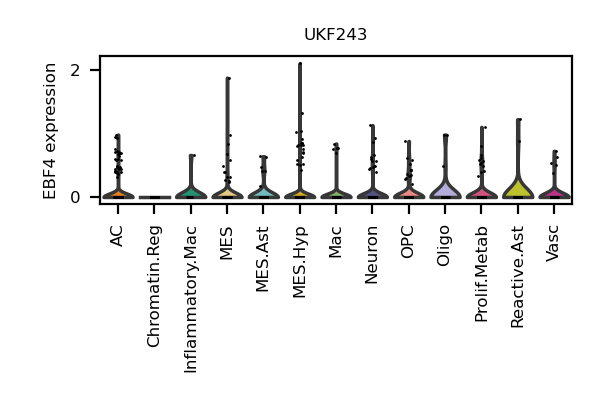 UKF243
EBF4 expression
2
0
AC
Chromatin.Reg
Inflammatory.Mac
MES
MES.Ast
MES.Hyp
Mac
Neuron
OPC
Oligo
Prolif.Metab
Reactive.Ast
Vasc